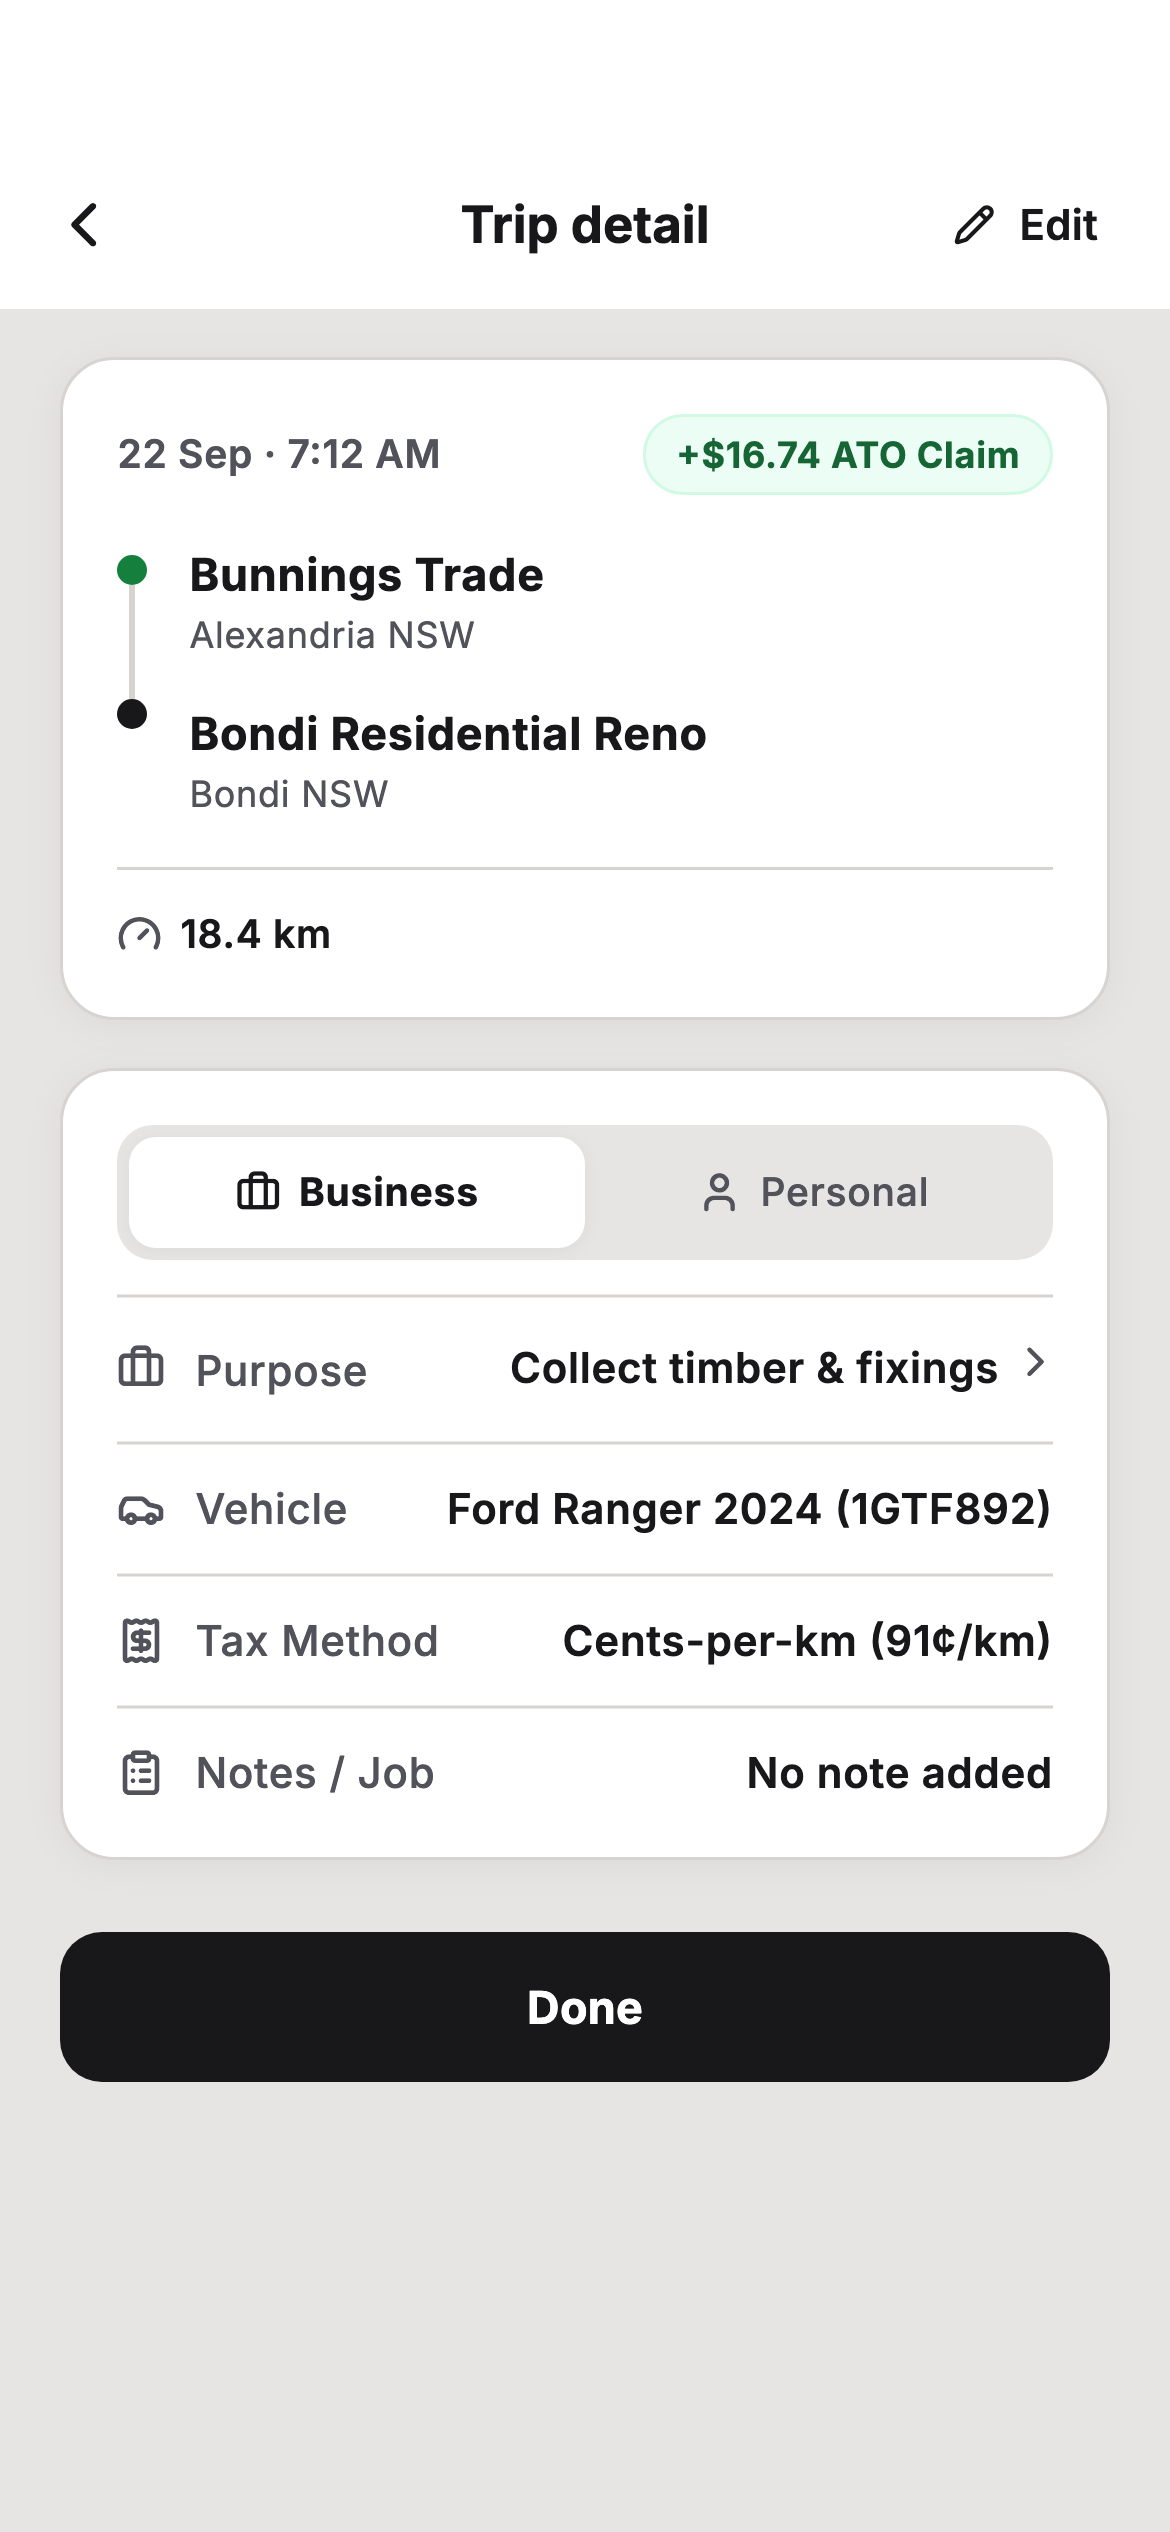 Trip detail
Edit
22 Sep · 7:12 AM
+$16.74 ATO Claim
Bunnings Trade
Alexandria NSW
Bondi Residential Reno
Bondi NSW
18.4 km
Business
Personal
Purpose
Collect timber & fixings
Vehicle
Ford Ranger 2024 (1GTF892)
Tax Method
Cents-per-km (91¢/km)
Notes / Job
No note added
Done